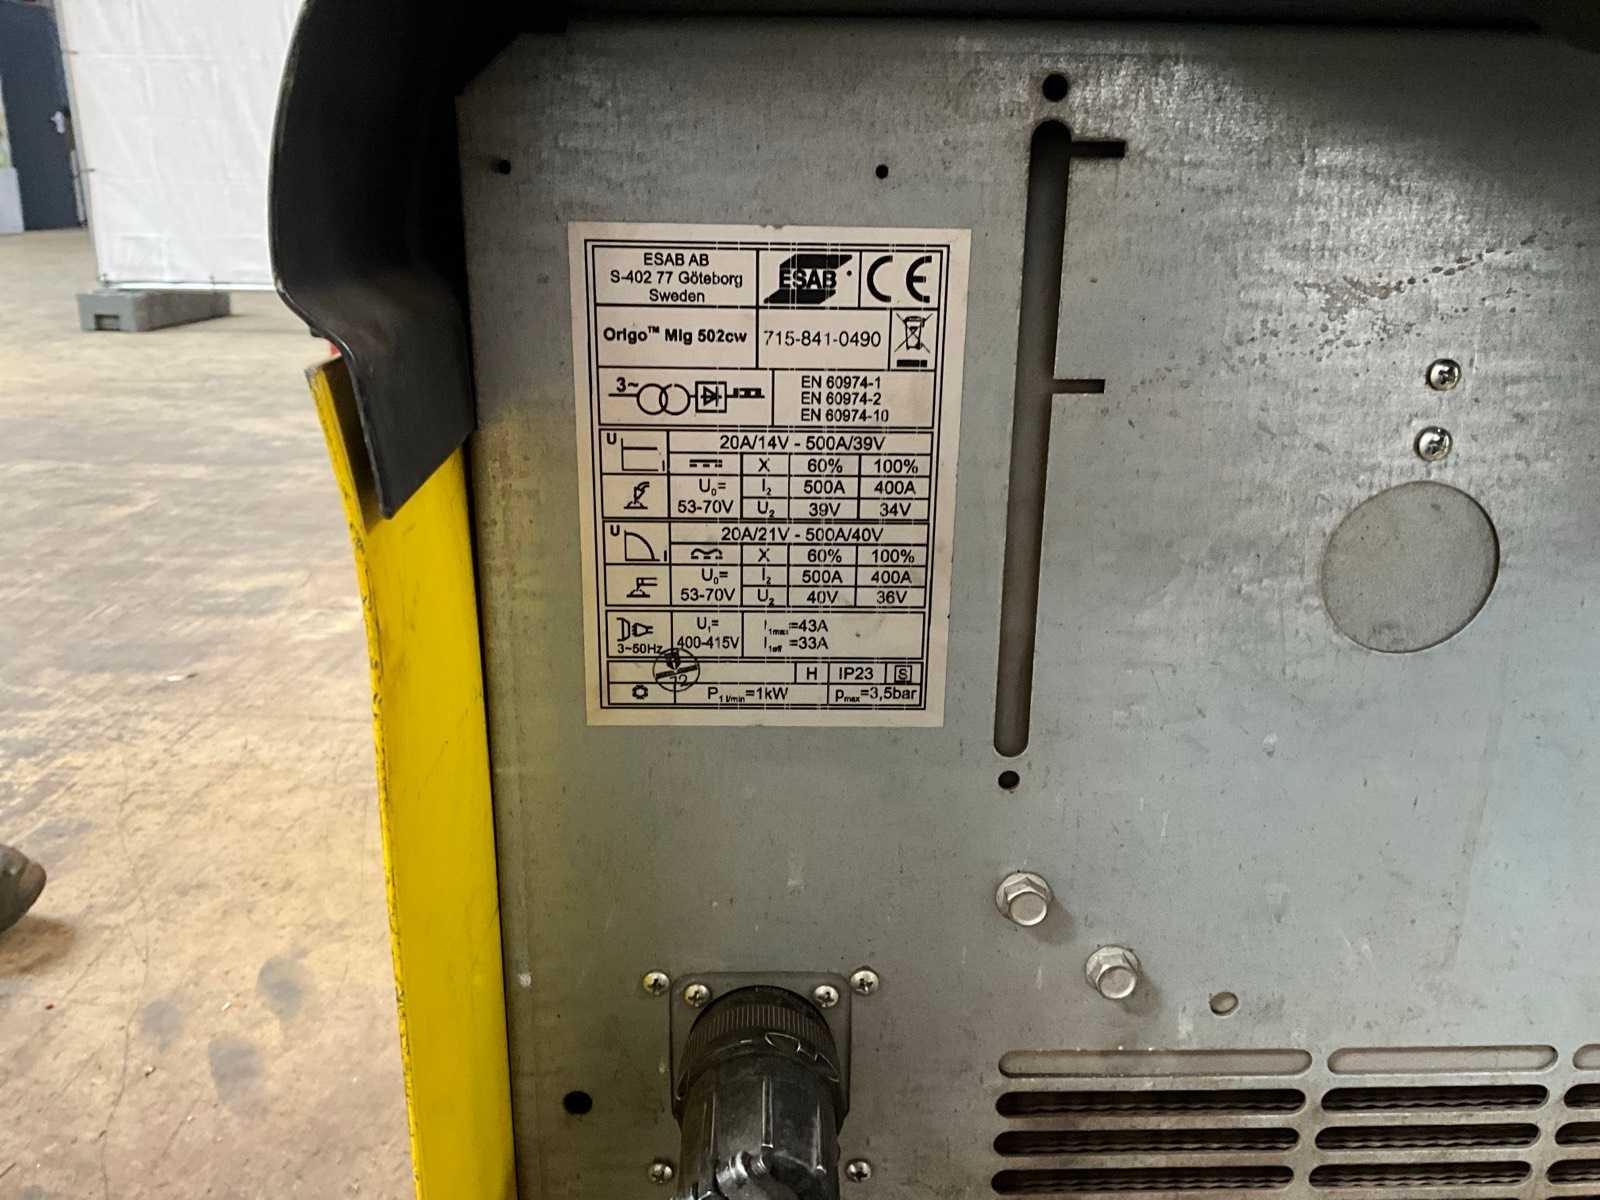 ESAB AB
S-402 77 Göteborg
Sweden
ESAB
CE
Origo™ Mig 502cw
715-841-0490
3~
EN 60974-1
EN 60974-2
EN 60974-10
U
I
20A/14V - 500A/39V
X 60% 100%
U₀= 53-70V
I₂ 500A 400A
U₂ 39V 34V
U
I
20A/21V - 500A/40V
X 60% 100%
U₀= 53-70V
I₂ 500A 400A
U₂ 40V 36V
3~50Hz
U₁= 400-415V
I₁max=43A
I₁eff=33A
72
H IP23 S
P₁ l/min=1kW
pmax=3,5bar